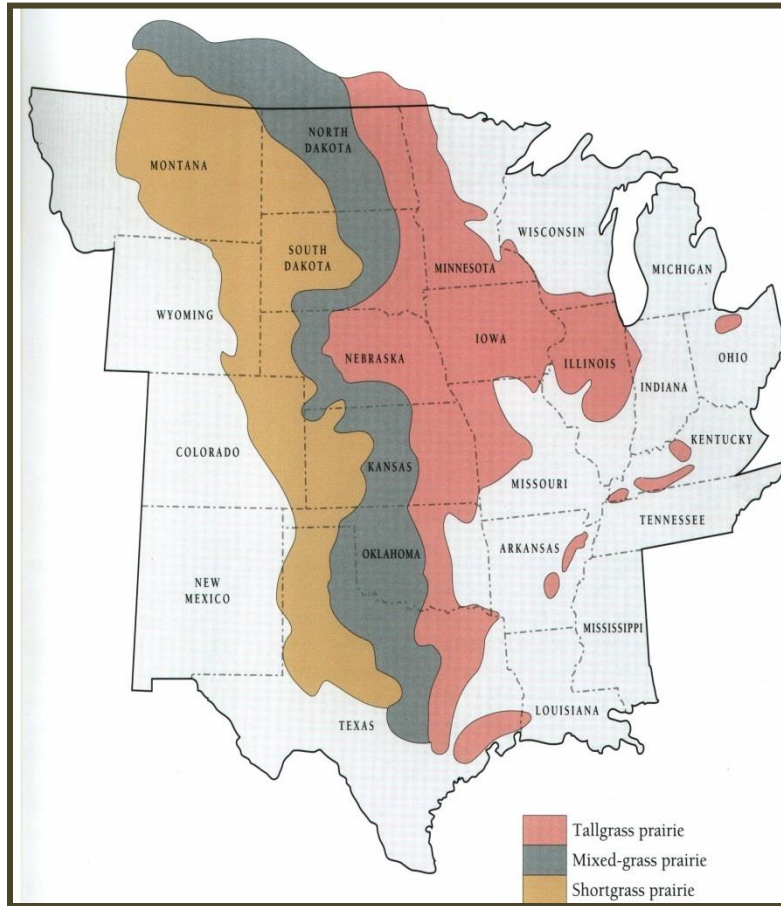 NORTH
DAKOTA
MONTANA
SOUTH
DAKOTA
WISCONSIN
MINNESOTA
MICHIGAN
WYOMING
IOWA
NEBRASKA
ILLINOIS
OHIO
INDIANA
COLORADO
KANSAS
KENTUCKY
MISSOURI
TENNESSEE
OKLAHOMA
ARKANSAS
NEW
MEXICO
MISSISSIPPI
LOUISIANA
TEXAS
Tallgrass prairie
Mixed-grass prairie
Shortgrass prairie